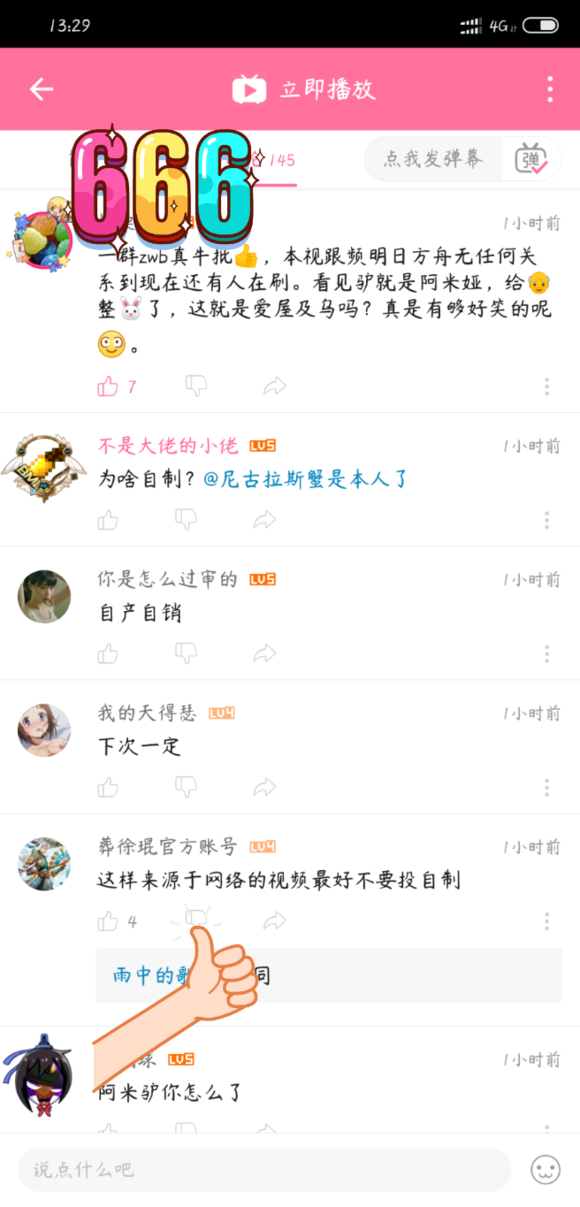 13:29
4G
立即播放
666
145
点我发弹幕
弹
1小时前
一群zwb真牛批👍，本视跟频明日方舟无任何关
系到现在还有人在刷。看见驴就是阿米娅，给👴
整🐰了，这就是爱屋及乌吗？真是有够好笑的呢
😳。
7
不是大佬的小佬 LV5
1小时前
为啥自制？@尼古拉斯蟹是本人了
你是怎么过审的 LV5
1小时前
自产自销
我的天得瑟 LV4
1小时前
下次一定
葬徐琨官方账号 LV4
1小时前
这样来源于网络的视频最好不要投自制
4
雨中的歌
同
球 LV5
1小时前
阿米驴你怎么了
说点什么吧